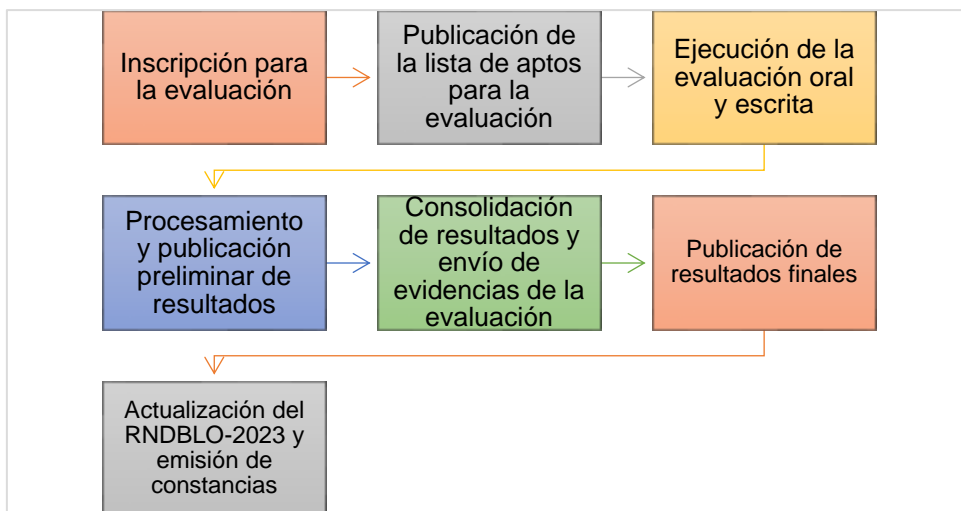 Inscripción para
la evaluación
Publicación de
la lista de aptos
para la
evaluación
Ejecución de la
evaluación oral
y escrita
Procesamiento
y publicación
preliminar de
resultados
Consolidación
de resultados y
envío de
evidencias de la
evaluación
Publicación de
resultados finales
Actualización del
RNDBLO-2023 y
emisión de
constancias